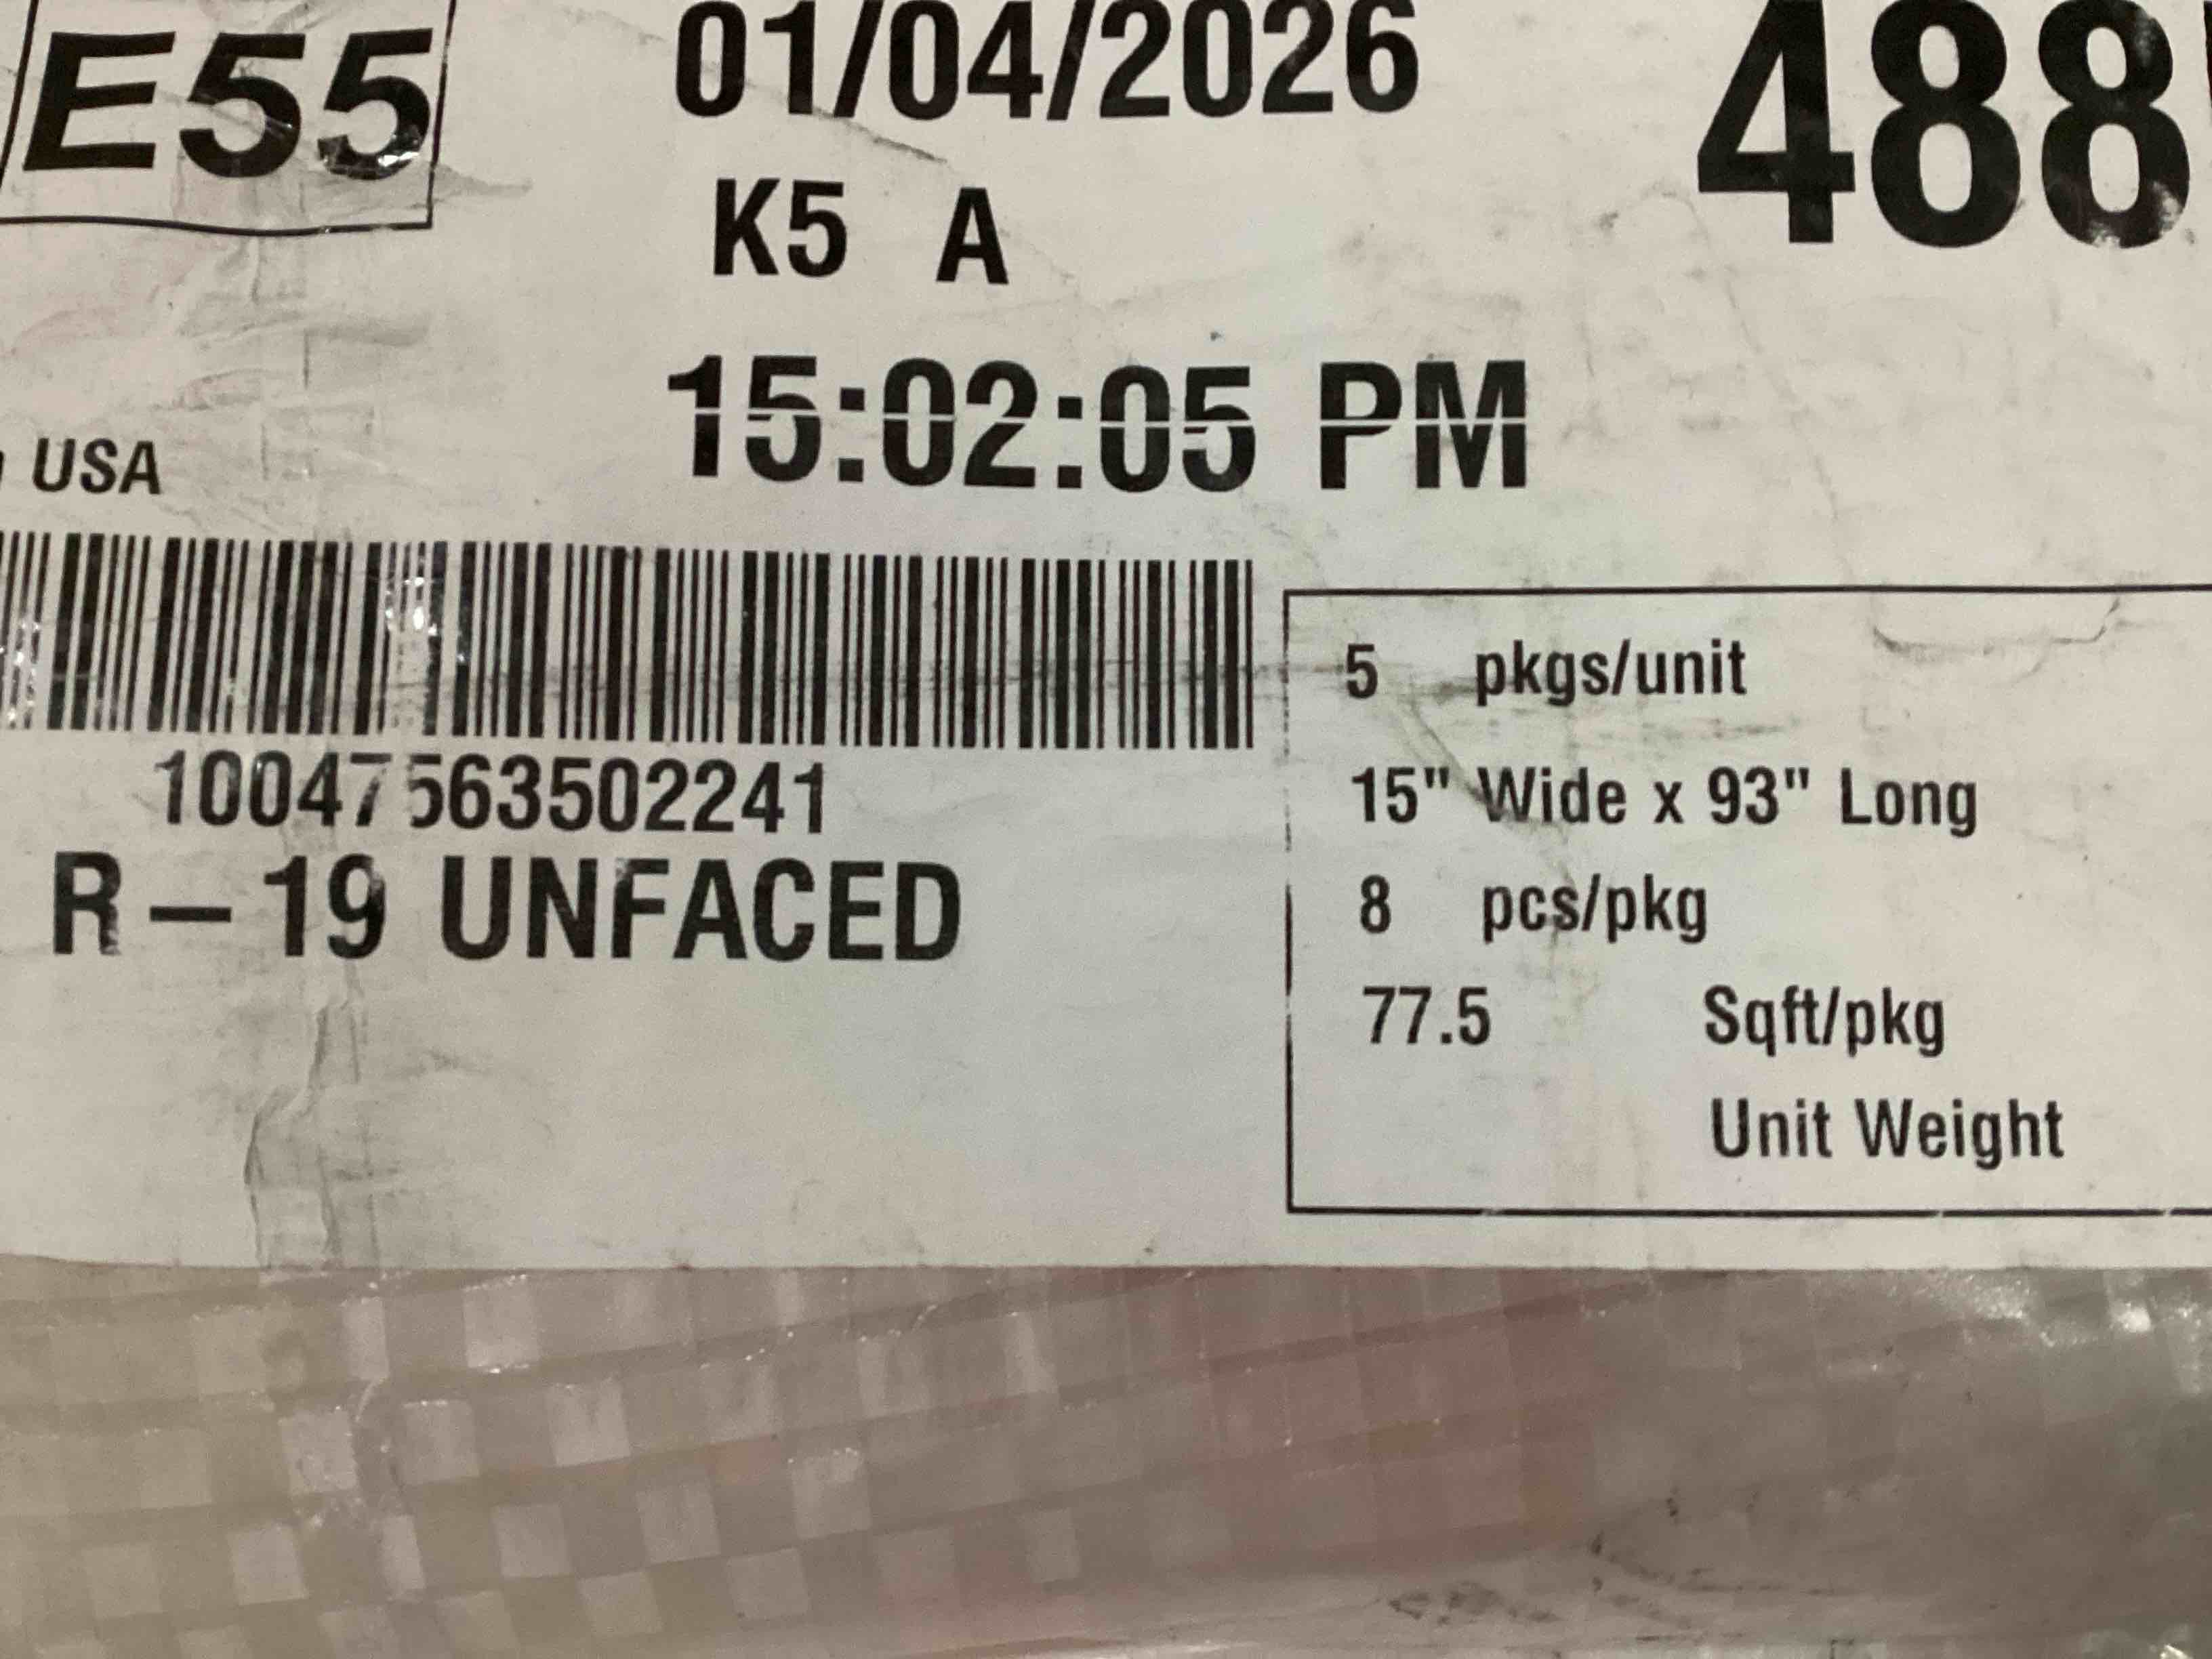 E55
01/04/2026
488
K5 A
15:02:05 PM
USA
10047563502241
R-19 UNFACED
5 pkgs/unit
15" Wide x 93" Long
8 pcs/pkg
77.5 Sqft/pkg
Unit Weight